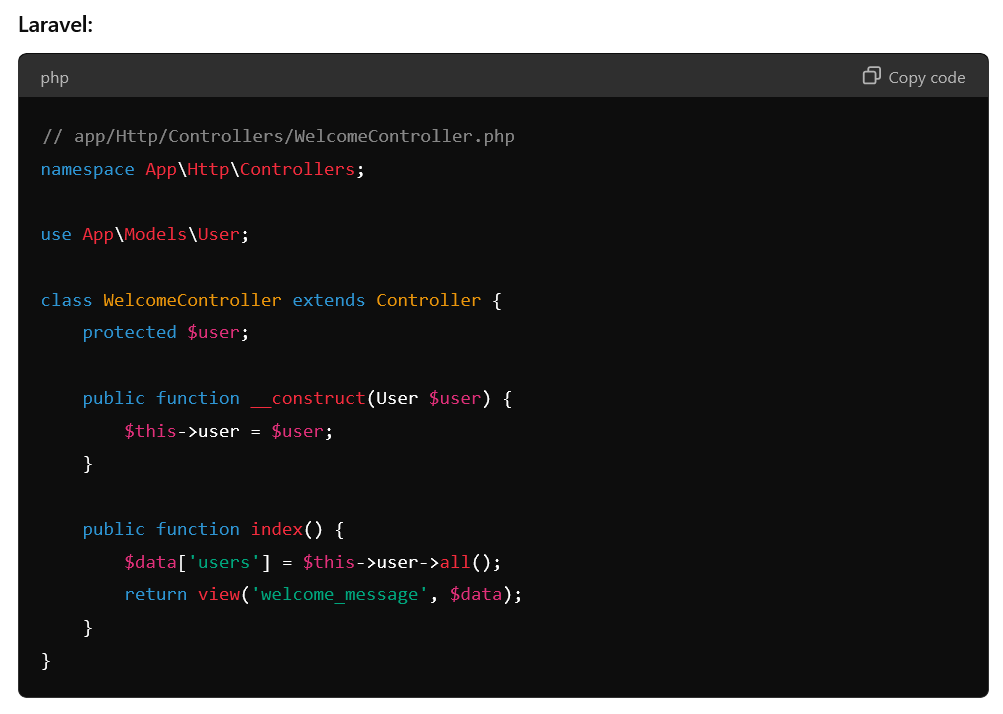 Laravel:
php
Copy code
// app/Http/Controllers/WelcomeController.php
namespace App\Http\Controllers;
use App\Models\User;
class WelcomeController extends Controller {
    protected $user;
    public function __construct(User $user) {
        $this->user = $user;
    }
    public function index() {
        $data['users'] = $this->user->all();
        return view('welcome_message', $data);
    }
}